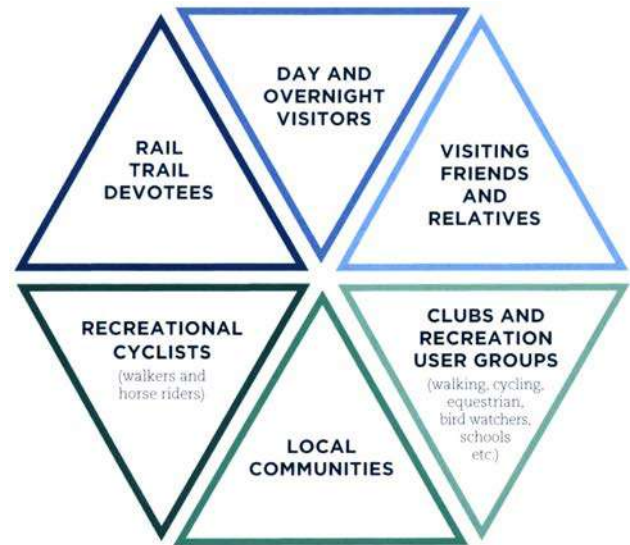 DAY AND
OVERNIGHT
VISITORS
RAIL
TRAIL
DEVOTEES
VISITING
FRIENDS
AND
RELATIVES
RECREATIONAL
CYCLISTS
(walkers and
horse riders)
LOCAL
COMMUNITIES
CLUBS AND
RECREATION
USER GROUPS
(walking, cycling,
equestrian,
bird watchers,
schools
etc.)